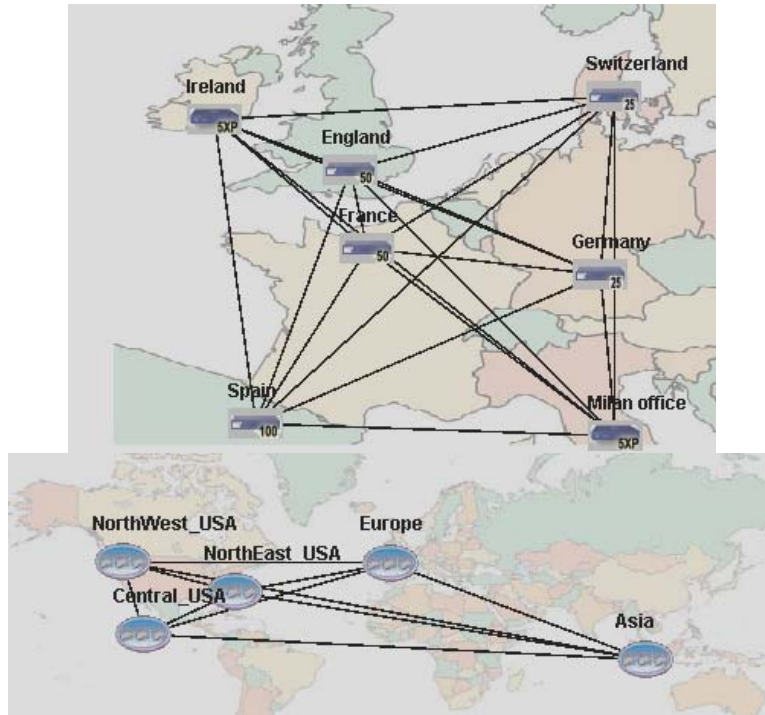 Switzerland
Ireland
25
5XP
England
50
France
50
Germany
25
Spain
100
Milan office
5XP
NorthWest_USA
Europe
NorthEast_USA
Central_USA
Asia